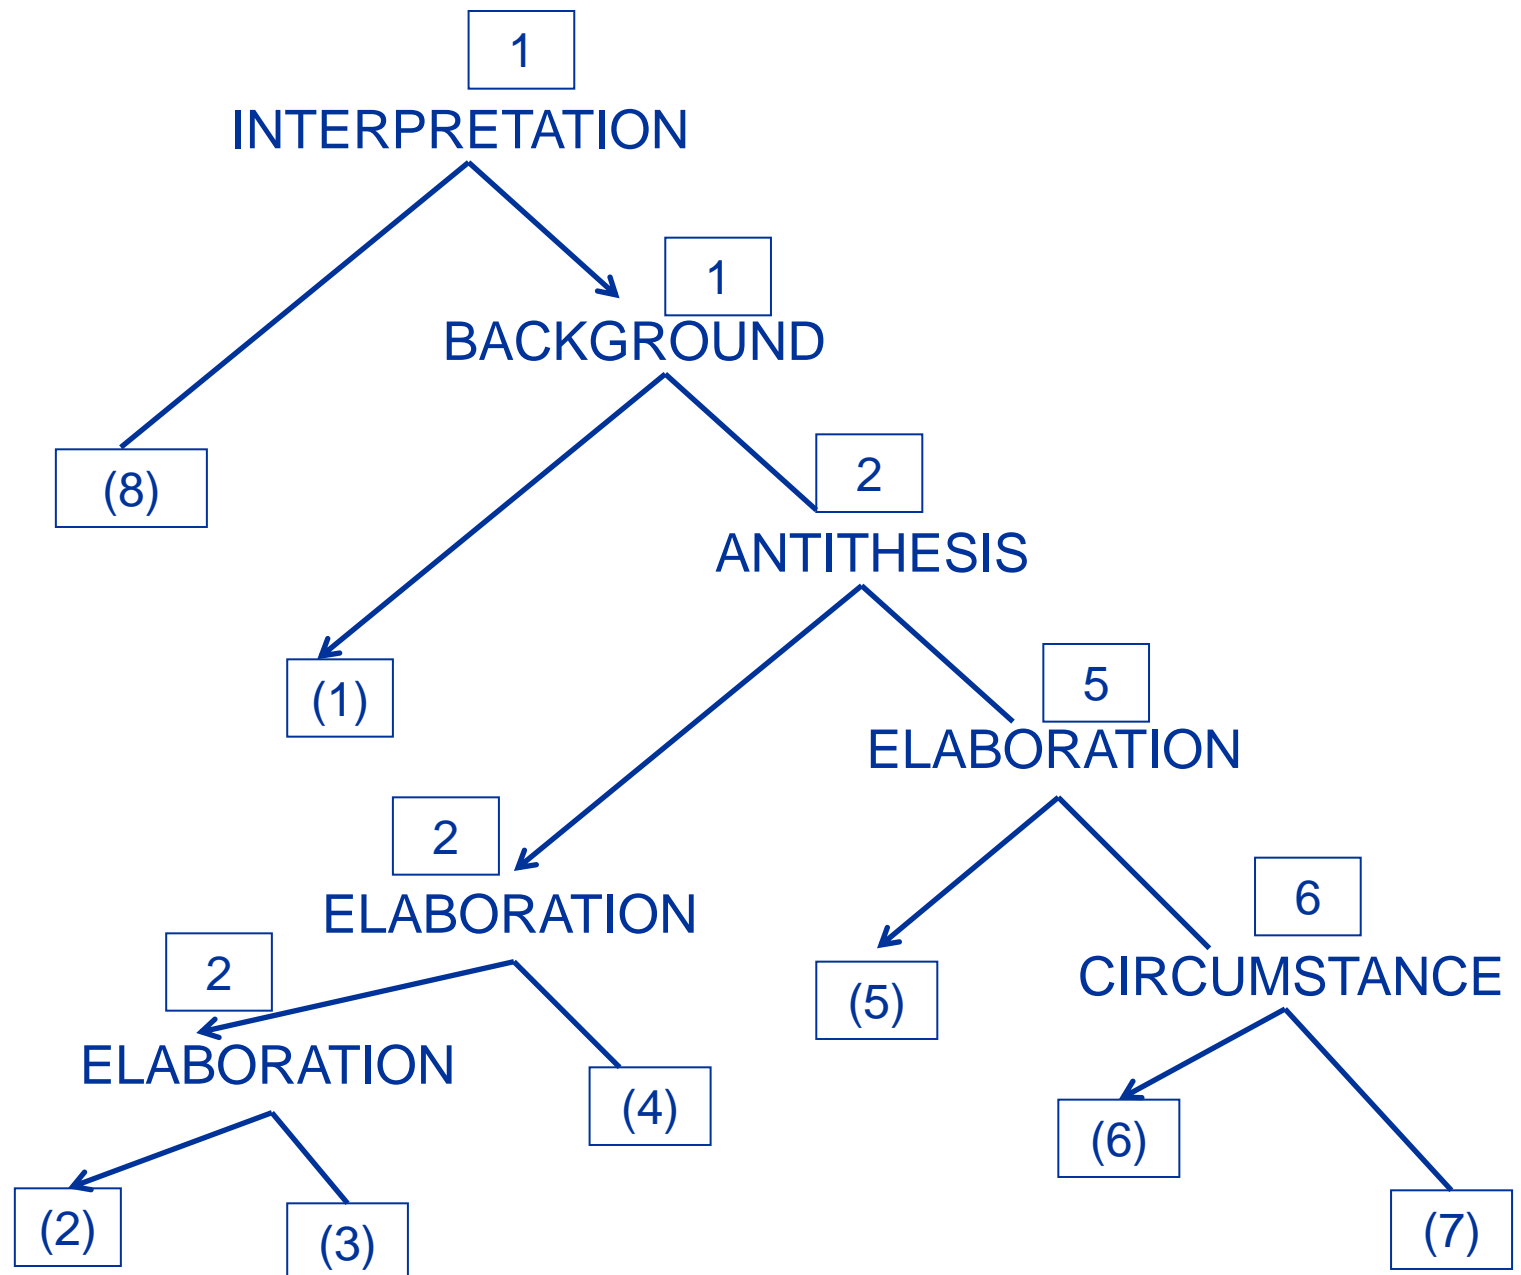 1
INTERPRETATION
1
BACKGROUND
(8)
2
ANTITHESIS
(1)
5
ELABORATION
2
ELABORATION
6
CIRCUMSTANCE
2
ELABORATION
(5)
(4)
(6)
(2)
(3)
(7)